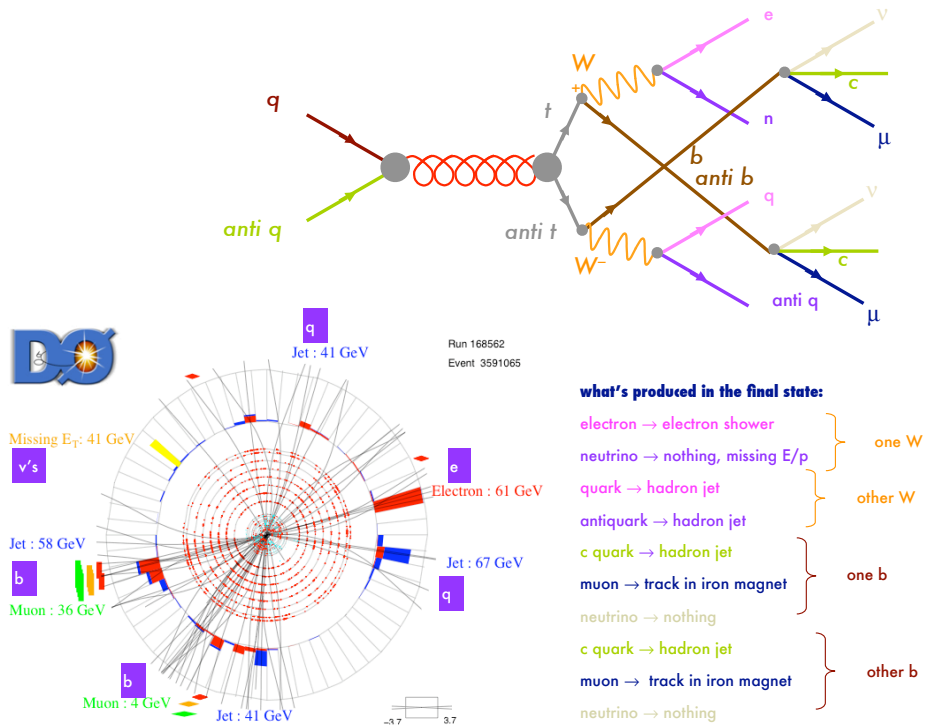 e
ν
W
+
c
q
t
n
μ
b
anti b
q
ν
anti q
anti t
W-
c
anti q
μ
DØ
q
Jet : 41 GeV
Run 168562
Event 3591065
what's produced in the final state:
electron → electron shower
one W
neutrino → nothing, missing E/p
quark → hadron jet
other W
antiquark → hadron jet
c quark → hadron jet
muon → track in iron magnet
one b
neutrino → nothing
c quark → hadron jet
muon → track in iron magnet
other b
neutrino → nothing
Missing ET: 41 GeV
ν's
e
Electron : 61 GeV
Jet : 58 GeV
Jet : 67 GeV
b
q
Muon : 36 GeV
b
Muon : 4 GeV
Jet : 41 GeV
−3.7
3.7